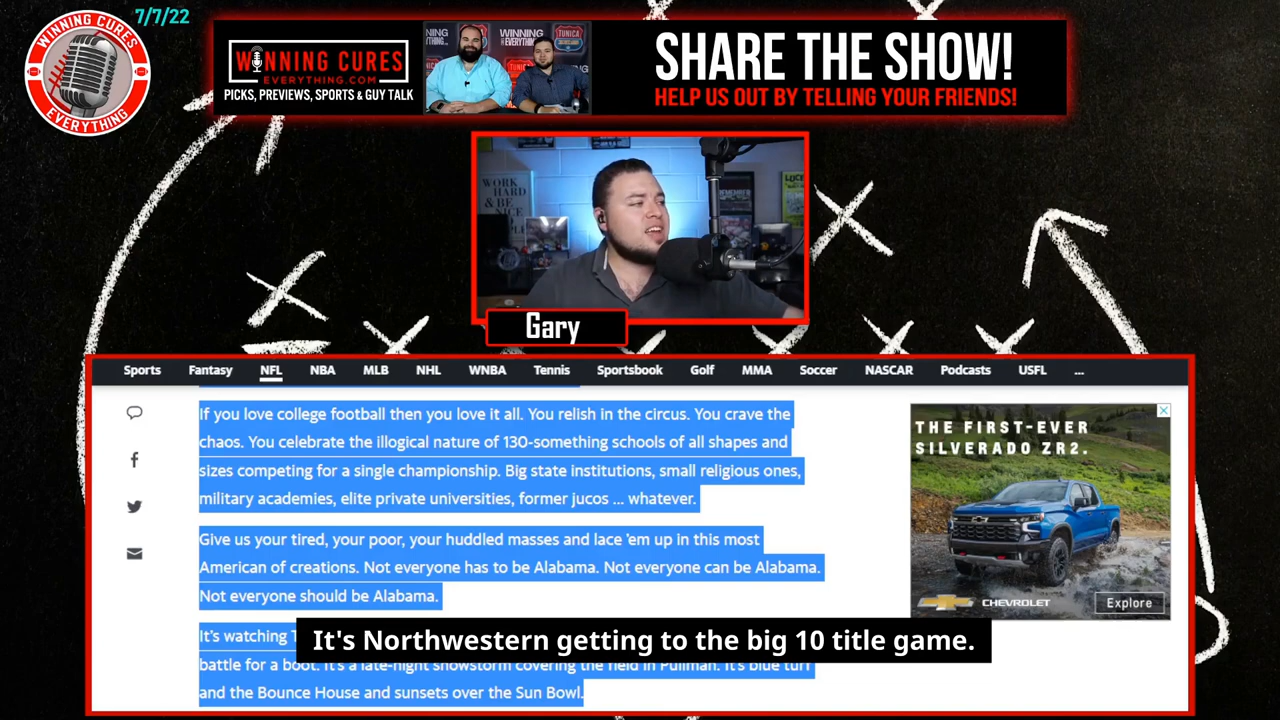 7/7/22
WINNING CURES
EVERYTHING
WINNING CURES
EVERYTHING.COM
PICKS, PREVIEWS, SPORTS & GUY TALK
WINNING
EVERYTHING
TUNICA
SHARE THE SHOW!
HELP US OUT BY TELLING YOUR FRIENDS!
WORK
HARD
& BE
NICE
Gary
Sports Fantasy NFL NBA MLB NHL WNBA Tennis Sportsbook Golf MMA Soccer NASCAR Podcasts USFL ...
If you love college football then you love it all. You relish in the circus. You crave the
chaos. You celebrate the illogical nature of 130-something schools of all shapes and
sizes competing for a single championship. Big state institutions, small religious ones,
military academies, elite private universities, former jucos ... whatever.
Give us your tired, your poor, your huddled masses and lace 'em up in this most
American of creations. Not everyone has to be Alabama. Not everyone can be Alabama.
Not everyone should be Alabama.
It's watching
It's Northwestern getting to the big 10 title game.
battle for a boot. It's a late-night snowstorm covering the field in Pullman. It's blue turf
and the Bounce House and sunsets over the Sun Bowl.
THE FIRST-EVER
SILVERADO ZR2.
CHEVROLET
Explore